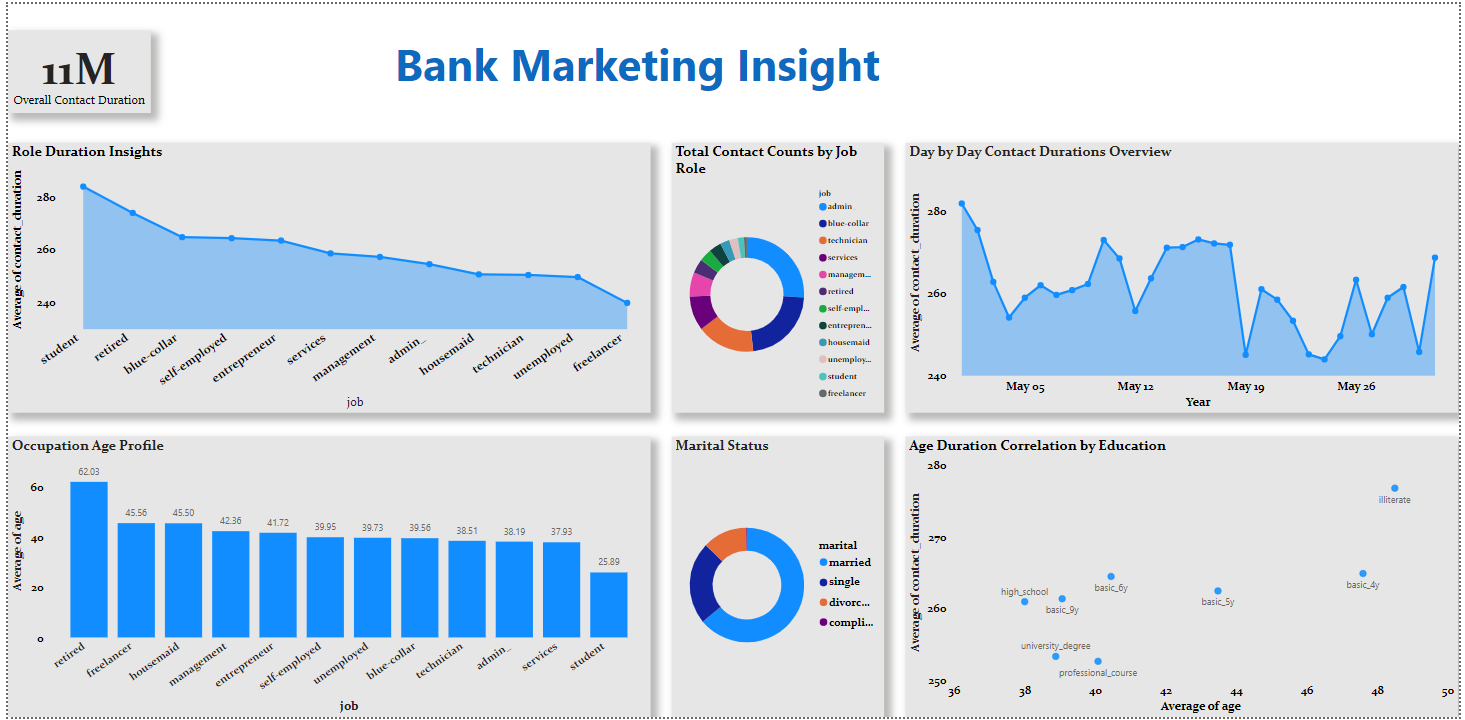 11M
Overall Contact Duration
Bank Marketing Insight
Role Duration Insights
Average of contact_duration
280
260
240
student
retired
blue-collar
self-employed
entrepreneur
services
management
admin_
housemaid
technician
unemployed
freelancer
job
Total Contact Counts by Job
Role
job
admin
blue-collar
technician
services
managem...
retired
self-empl...
entrepren...
housemaid
unemploy...
student
freelancer
Day by Day Contact Durations Overview
Average of contact_duration
280
260
240
May 05
May 12
May 19
May 26
Year
Occupation Age Profile
Average of age
60
40
20
0
62.03
45.56
45.50
42.36
41.72
39.95
39.73
39.56
38.51
38.19
37.93
25.89
retired
freelancer
housemaid
management
entrepreneur
self-employed
unemployed
blue-collar
technician
admin_
services
student
job
Marital Status
marital
married
single
divorc...
compli...
Age Duration Correlation by Education
Average of contact_duration
280
270
260
250
illiterate
basic_4y
basic_6y
basic_5y
high_school
basic_9y
university_degree
professional_course
36
38
40
42
44
46
48
50
Average of age